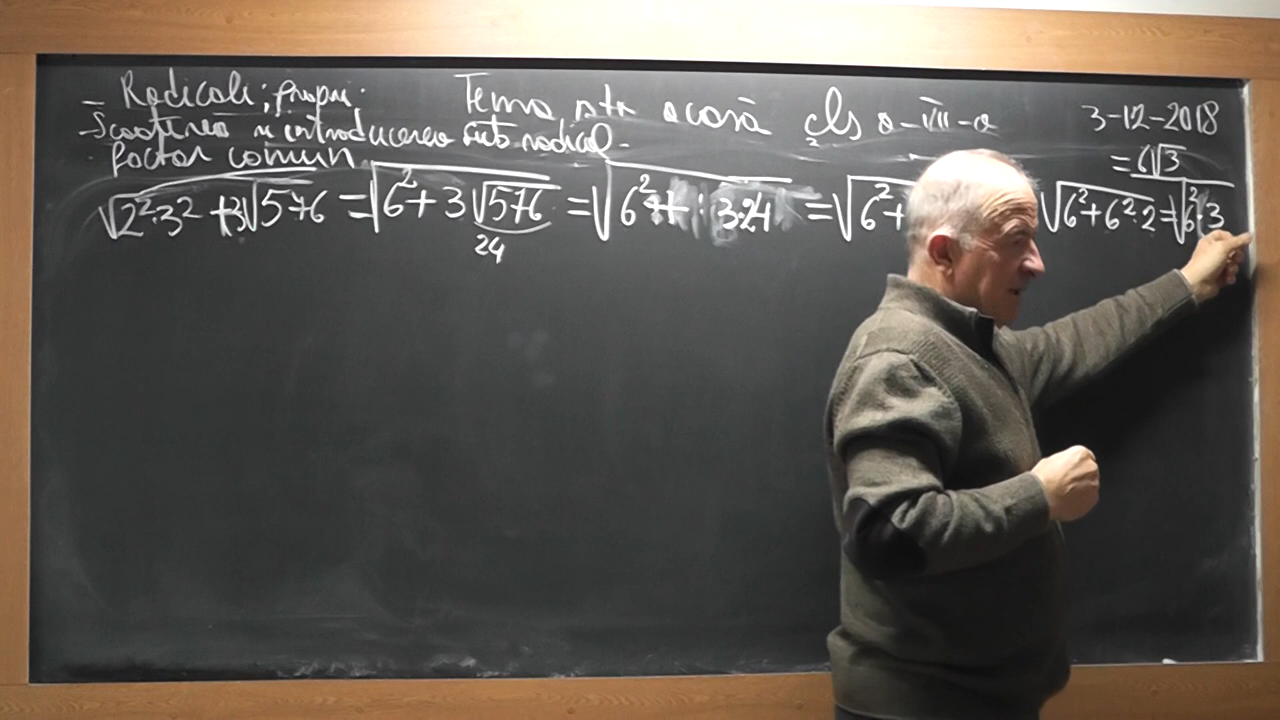 - Radicali; propr. Tema ptr acasă cls a-VII-a 3-12-2018
- Scoaterea și introducerea sub radical.
factor comun
= 6√3
√2²·3² + 3√576 = √6² + 3√576 = √6² + 3·24 = √6² + √6² + 6²·2 = √6²·3
24